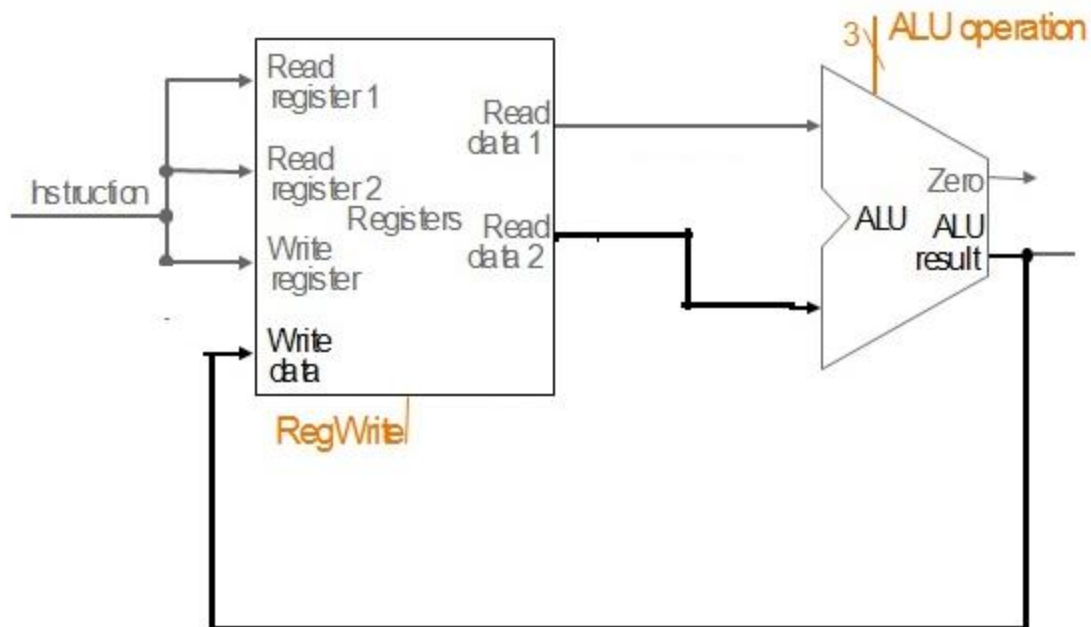 3 ALU operation
Read
register 1
Read
data 1
Read
register 2
Instruction
Registers
Read
data 2
Zero
ALU
ALU
result
Write
register
Write
data
RegWrite